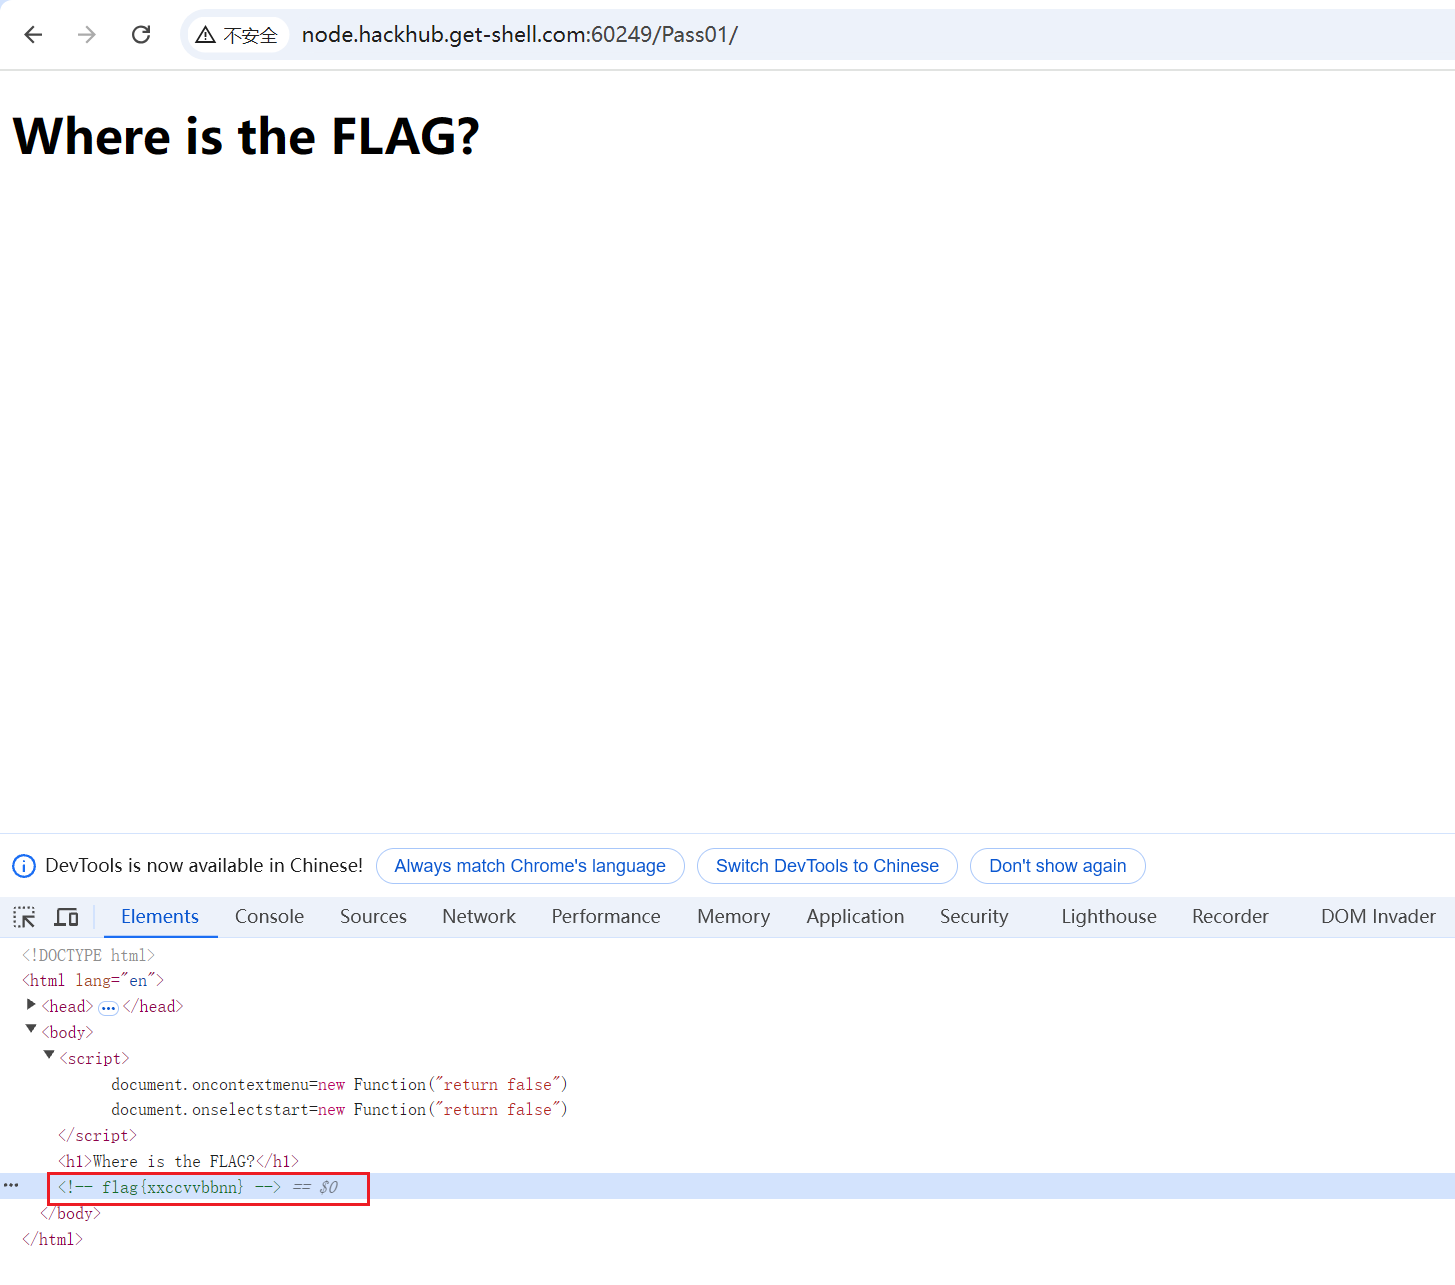 不安全 node.hackhub.get-shell.com:60249/Pass01/
Where is the FLAG?
DevTools is now available in Chinese! Always match Chrome's language Switch DevTools to Chinese Don't show again
Elements Console Sources Network Performance Memory Application Security Lighthouse Recorder DOM Invader
<!DOCTYPE html>
<html lang="en">
<head> ••• </head>
<body>
<script>
document.oncontextmenu=new Function("return false")
document.onselectstart=new Function("return false")
</script>
<h1>Where is the FLAG?</h1>
••• <!-- flag{xxccvvbbnn} --> == $0
</body>
</html>